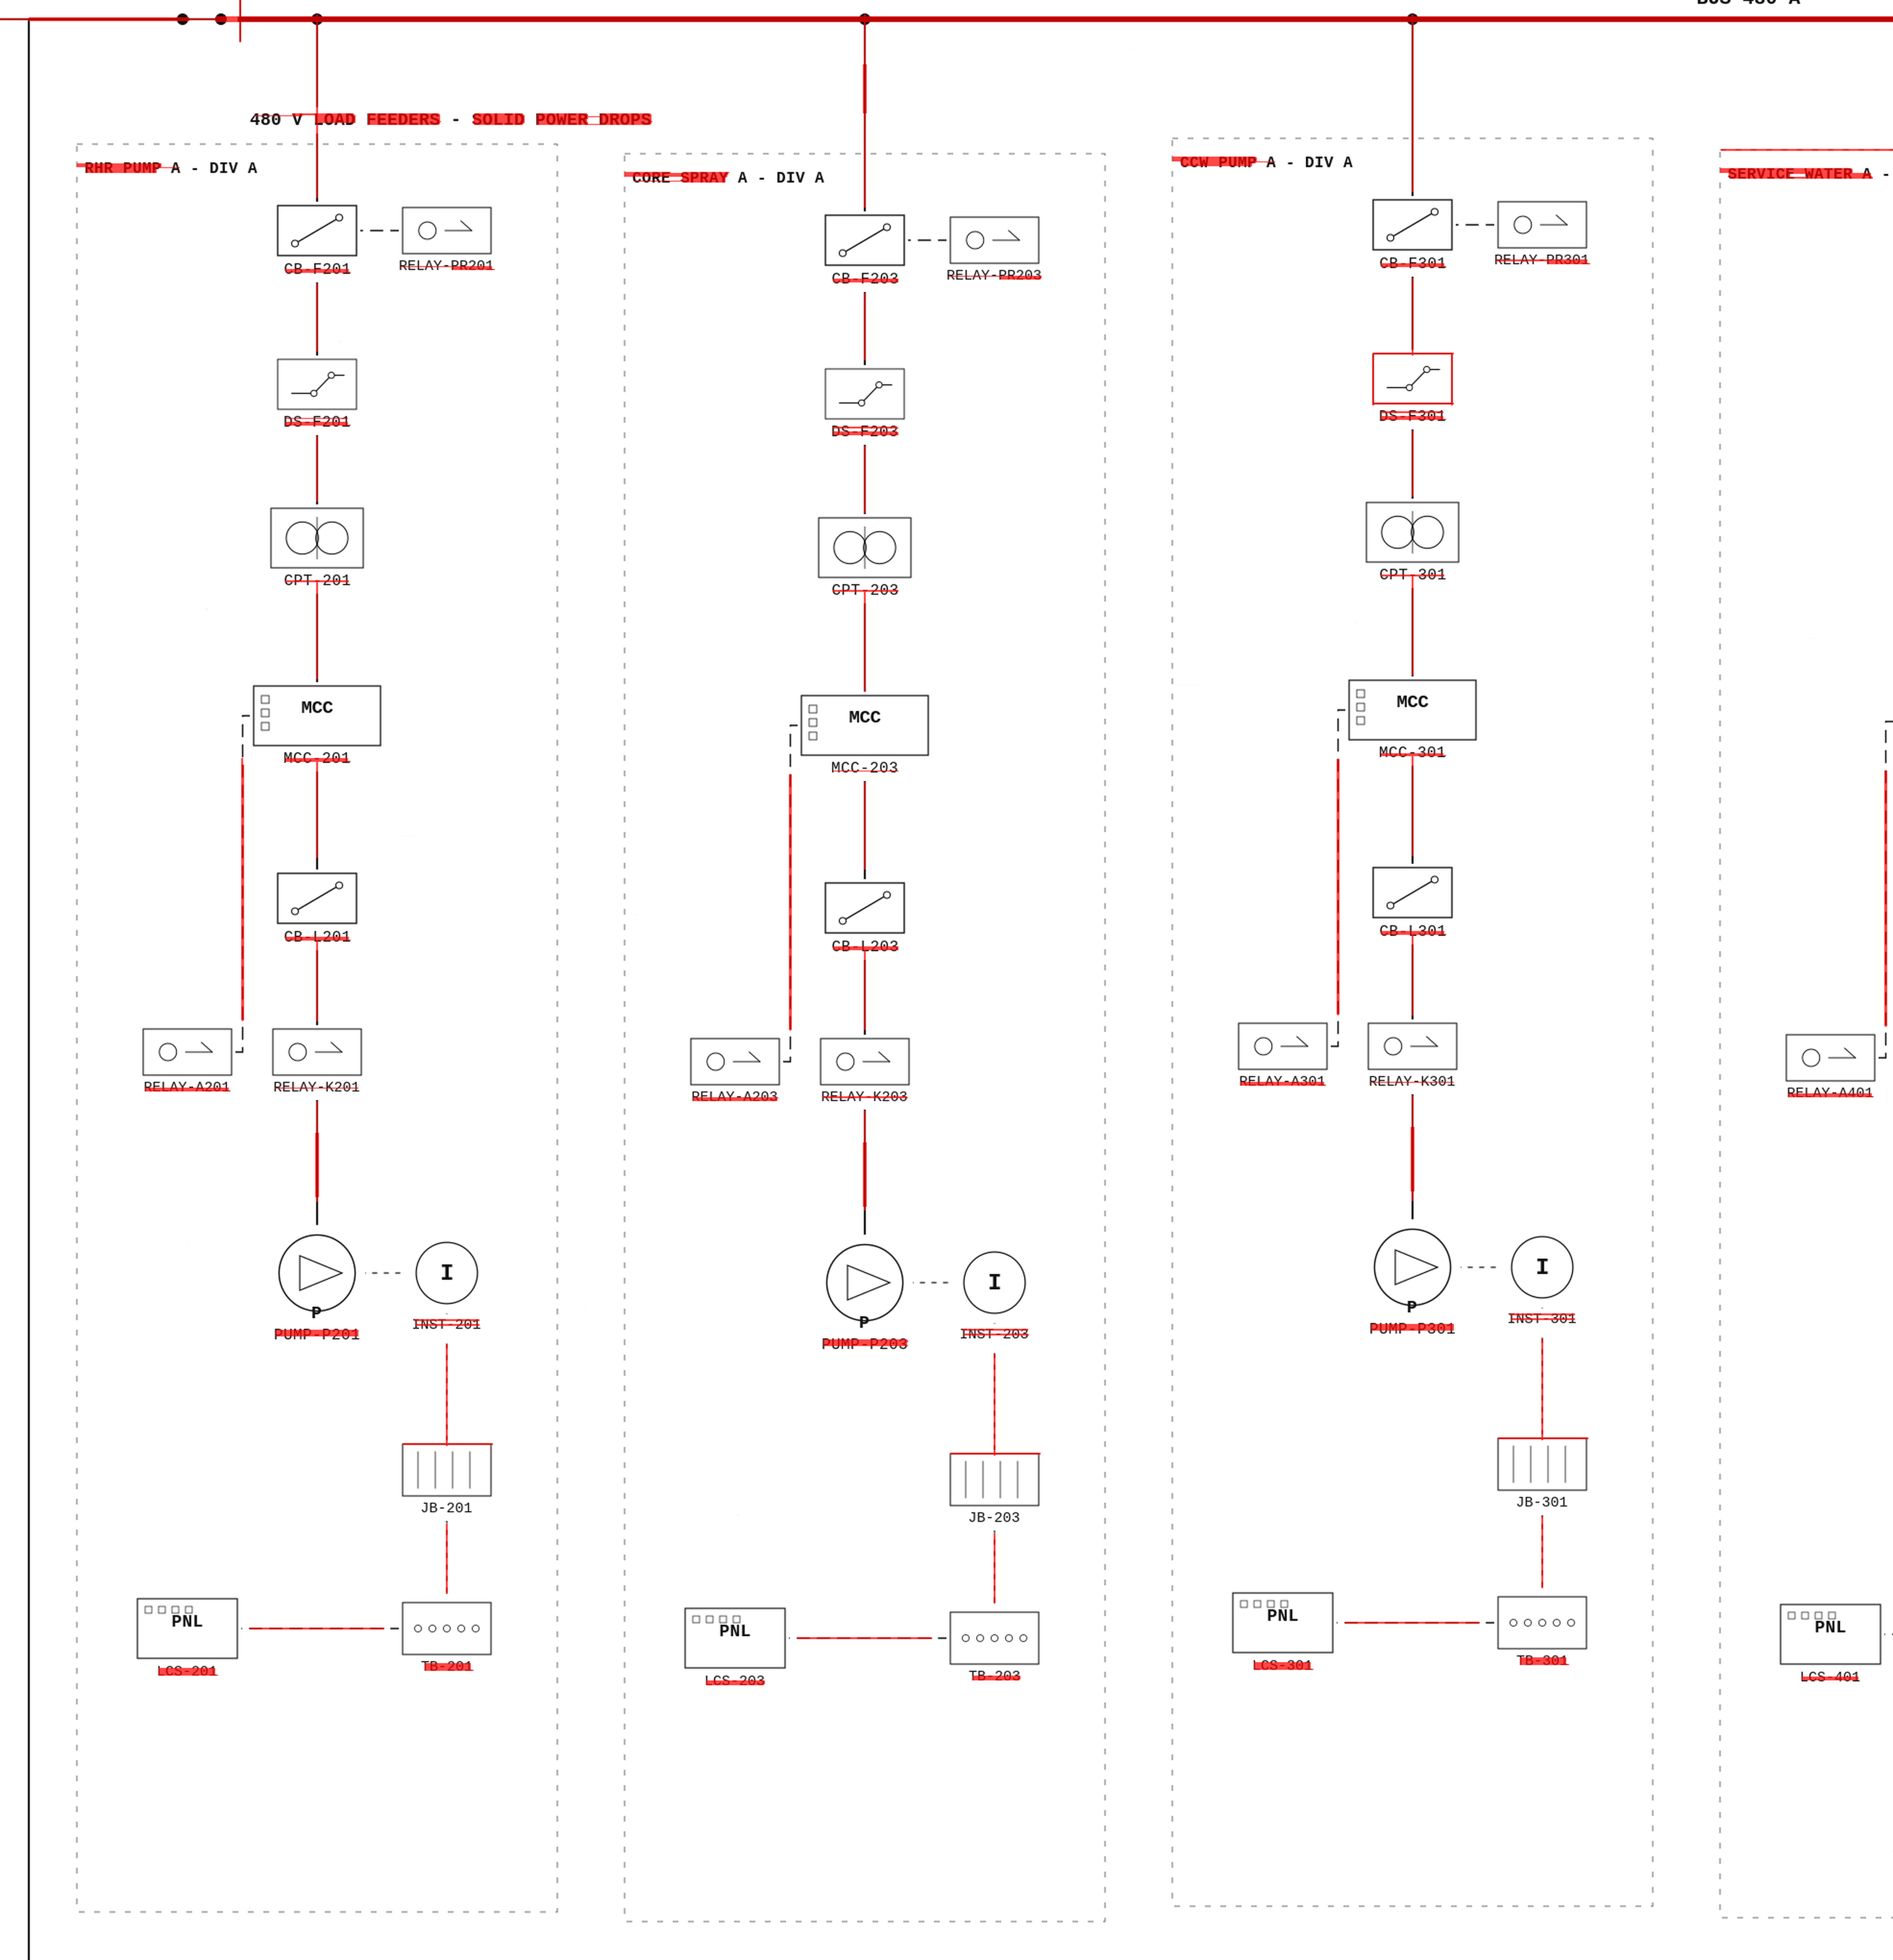 480 V LOAD FEEDERS - SOLID POWER DROPS
RHR PUMP A - DIV A
CB-F201
RELAY-PR201
DS-F201
CPT-201
MCC
MCC-201
CB-L201
RELAY-A201
RELAY-K201
P
PUMP-P201
I
INST-201
JB-201
PNL
LCS-201
TB-201
CORE SPRAY A - DIV A
CB-F203
RELAY-PR203
DS-F203
CPT-203
MCC
MCC-203
CB-L203
RELAY-A203
RELAY-K203
P
PUMP-P203
I
INST-203
JB-203
PNL
LCS-203
TB-203
CCW PUMP A - DIV A
CB-F301
RELAY-PR301
DS-F301
CPT-301
MCC
MCC-301
CB-L301
RELAY-A301
RELAY-K301
P
PUMP-P301
I
INST-301
JB-301
PNL
LCS-301
TB-301
SERVICE WATER A -
RELAY-A401
PNL
LCS-401